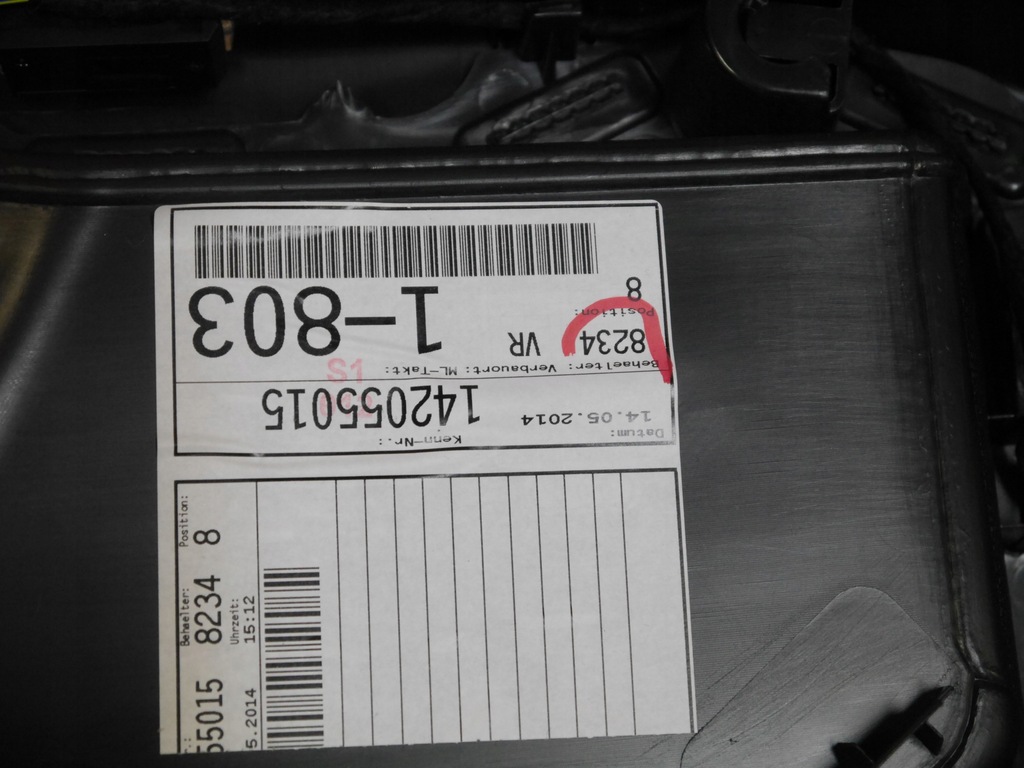 Datum: Kenn-Nr.:
14.05.2014 142055015
Behaelter: Verbauort: ML-Takt:
8234 VR 1-803
Position:
8
S1
Behaelter: Position:
55015 8234 8
Uhrzeit:
5.2014 15:12